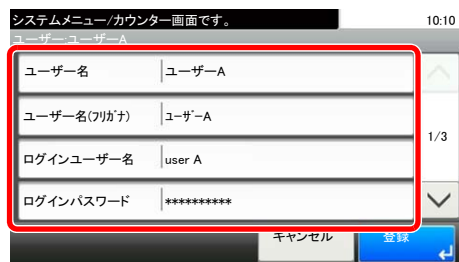 システムメニュー/カウンター画面です。 10:10
ユーザー:ユーザーA
ユーザー名 ユーザーA
ユーザー名(ﾌﾘｶﾞﾅ) ﾕｰｻﾞｰA
1/3
ログインユーザー名 user A
ログインパスワード **********
キャンセル 登録